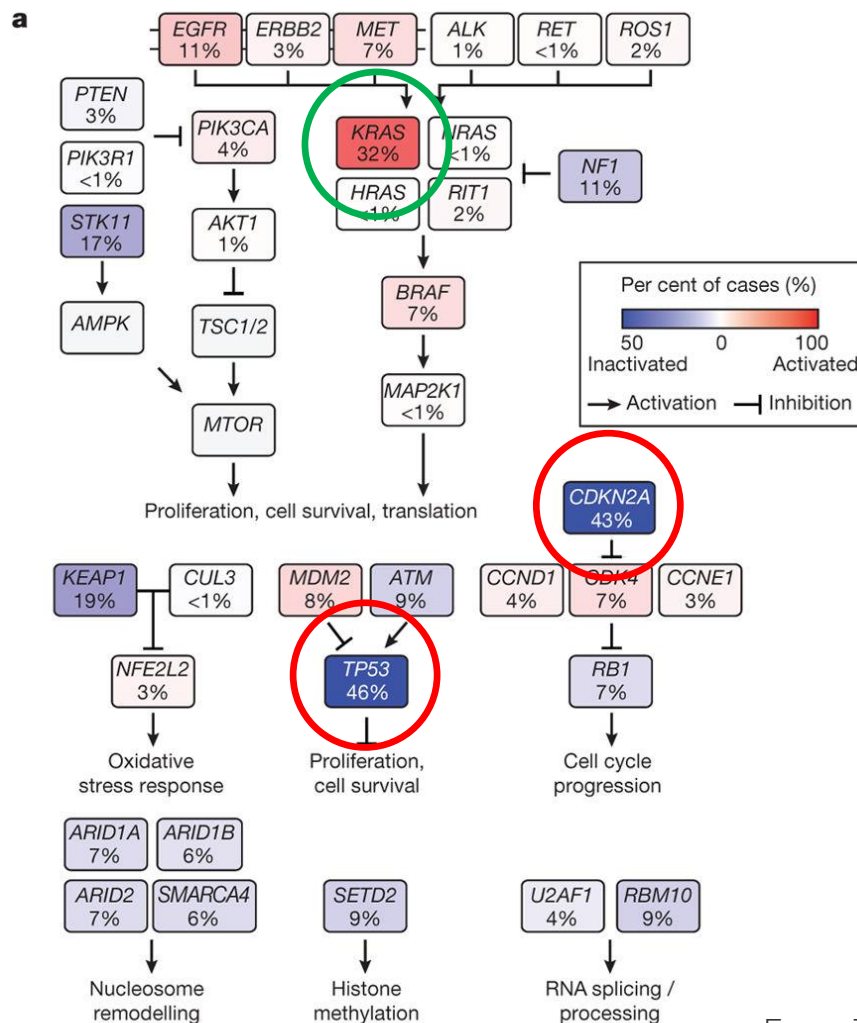 a
EGFR
11%
ERBB2
3%
MET
7%
ALK
1%
RET
<1%
ROS1
2%
PTEN
3%
PIK3R1
<1%
STK11
17%
AMPK
PIK3CA
4%
AKT1
1%
TSC1/2
MTOR
KRAS
32%
NRAS
<1%
HRAS
<1%
RIT1
2%
NF1
11%
BRAF
7%
MAP2K1
<1%
Proliferation, cell survival, translation
Per cent of cases (%)
50 0 100
Inactivated Activated
Activation Inhibition
CDKN2A
43%
KEAP1
19%
CUL3
<1%
NFE2L2
3%
Oxidative
stress response
MDM2
8%
ATM
9%
TP53
46%
Proliferation,
cell survival
CCND1
4%
CDK4
7%
CCNE1
3%
RB1
7%
Cell cycle
progression
ARID1A
7%
ARID1B
6%
ARID2
7%
SMARCA4
6%
Nucleosome
remodelling
SETD2
9%
Histone
methylation
U2AF1
4%
RBM10
9%
RNA splicing /
processing